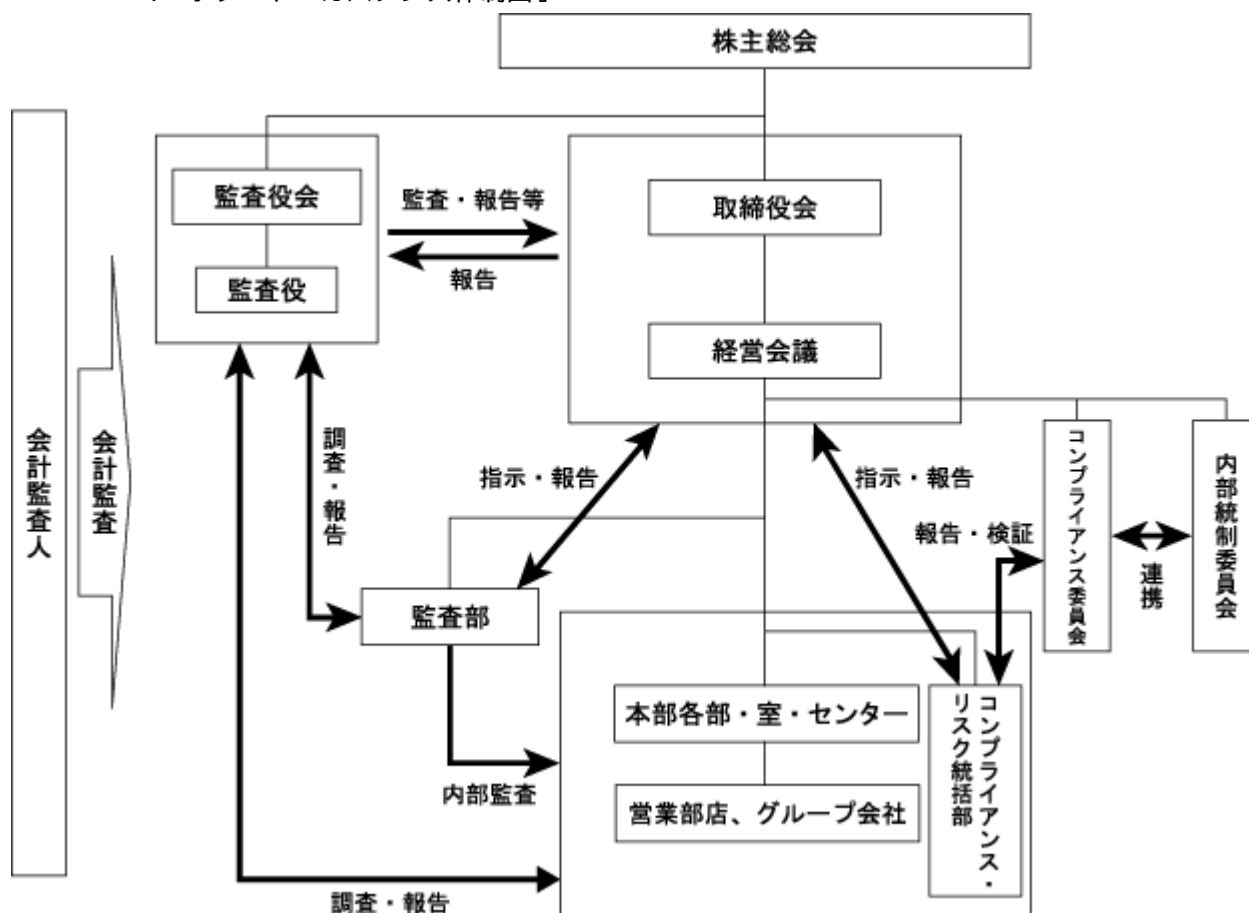 株主総会
監査役会
監査役
監査・報告等
報告
取締役会
経営会議
会計監査人
会計監査
調査・報告
指示・報告
指示・報告
報告・検証
コンプライアンス委員会
連携
内部統制委員会
監査部
内部監査
本部各部・室・センター
営業部店、グループ会社
コンプライアンス・
リスク統括部
調査・報告